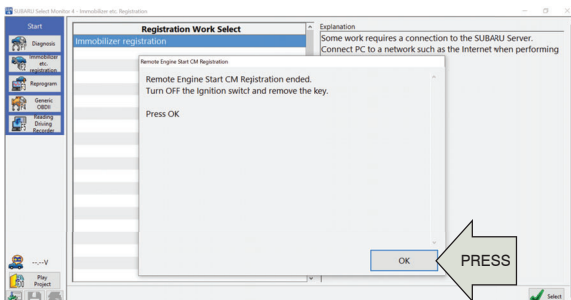 SUBARU Select Monitor 4 - Immobilizer etc. Registration
Start
Diagnosis
Immobilizer
etc.
registration
Reprogram
Generic
OBDII
Reading
Driving
Recorder
--.--V
Play
Project
Registration Work Select
Immobilizer registration
Explanation
Some work requires a connection to the SUBARU Server.
Connect PC to a network such as the Internet when performing
Remote Engine Start CM Registration
Remote Engine Start CM Registration ended.
Turn OFF the Ignition switch and remove the key.
Press OK
OK
PRESS
Select